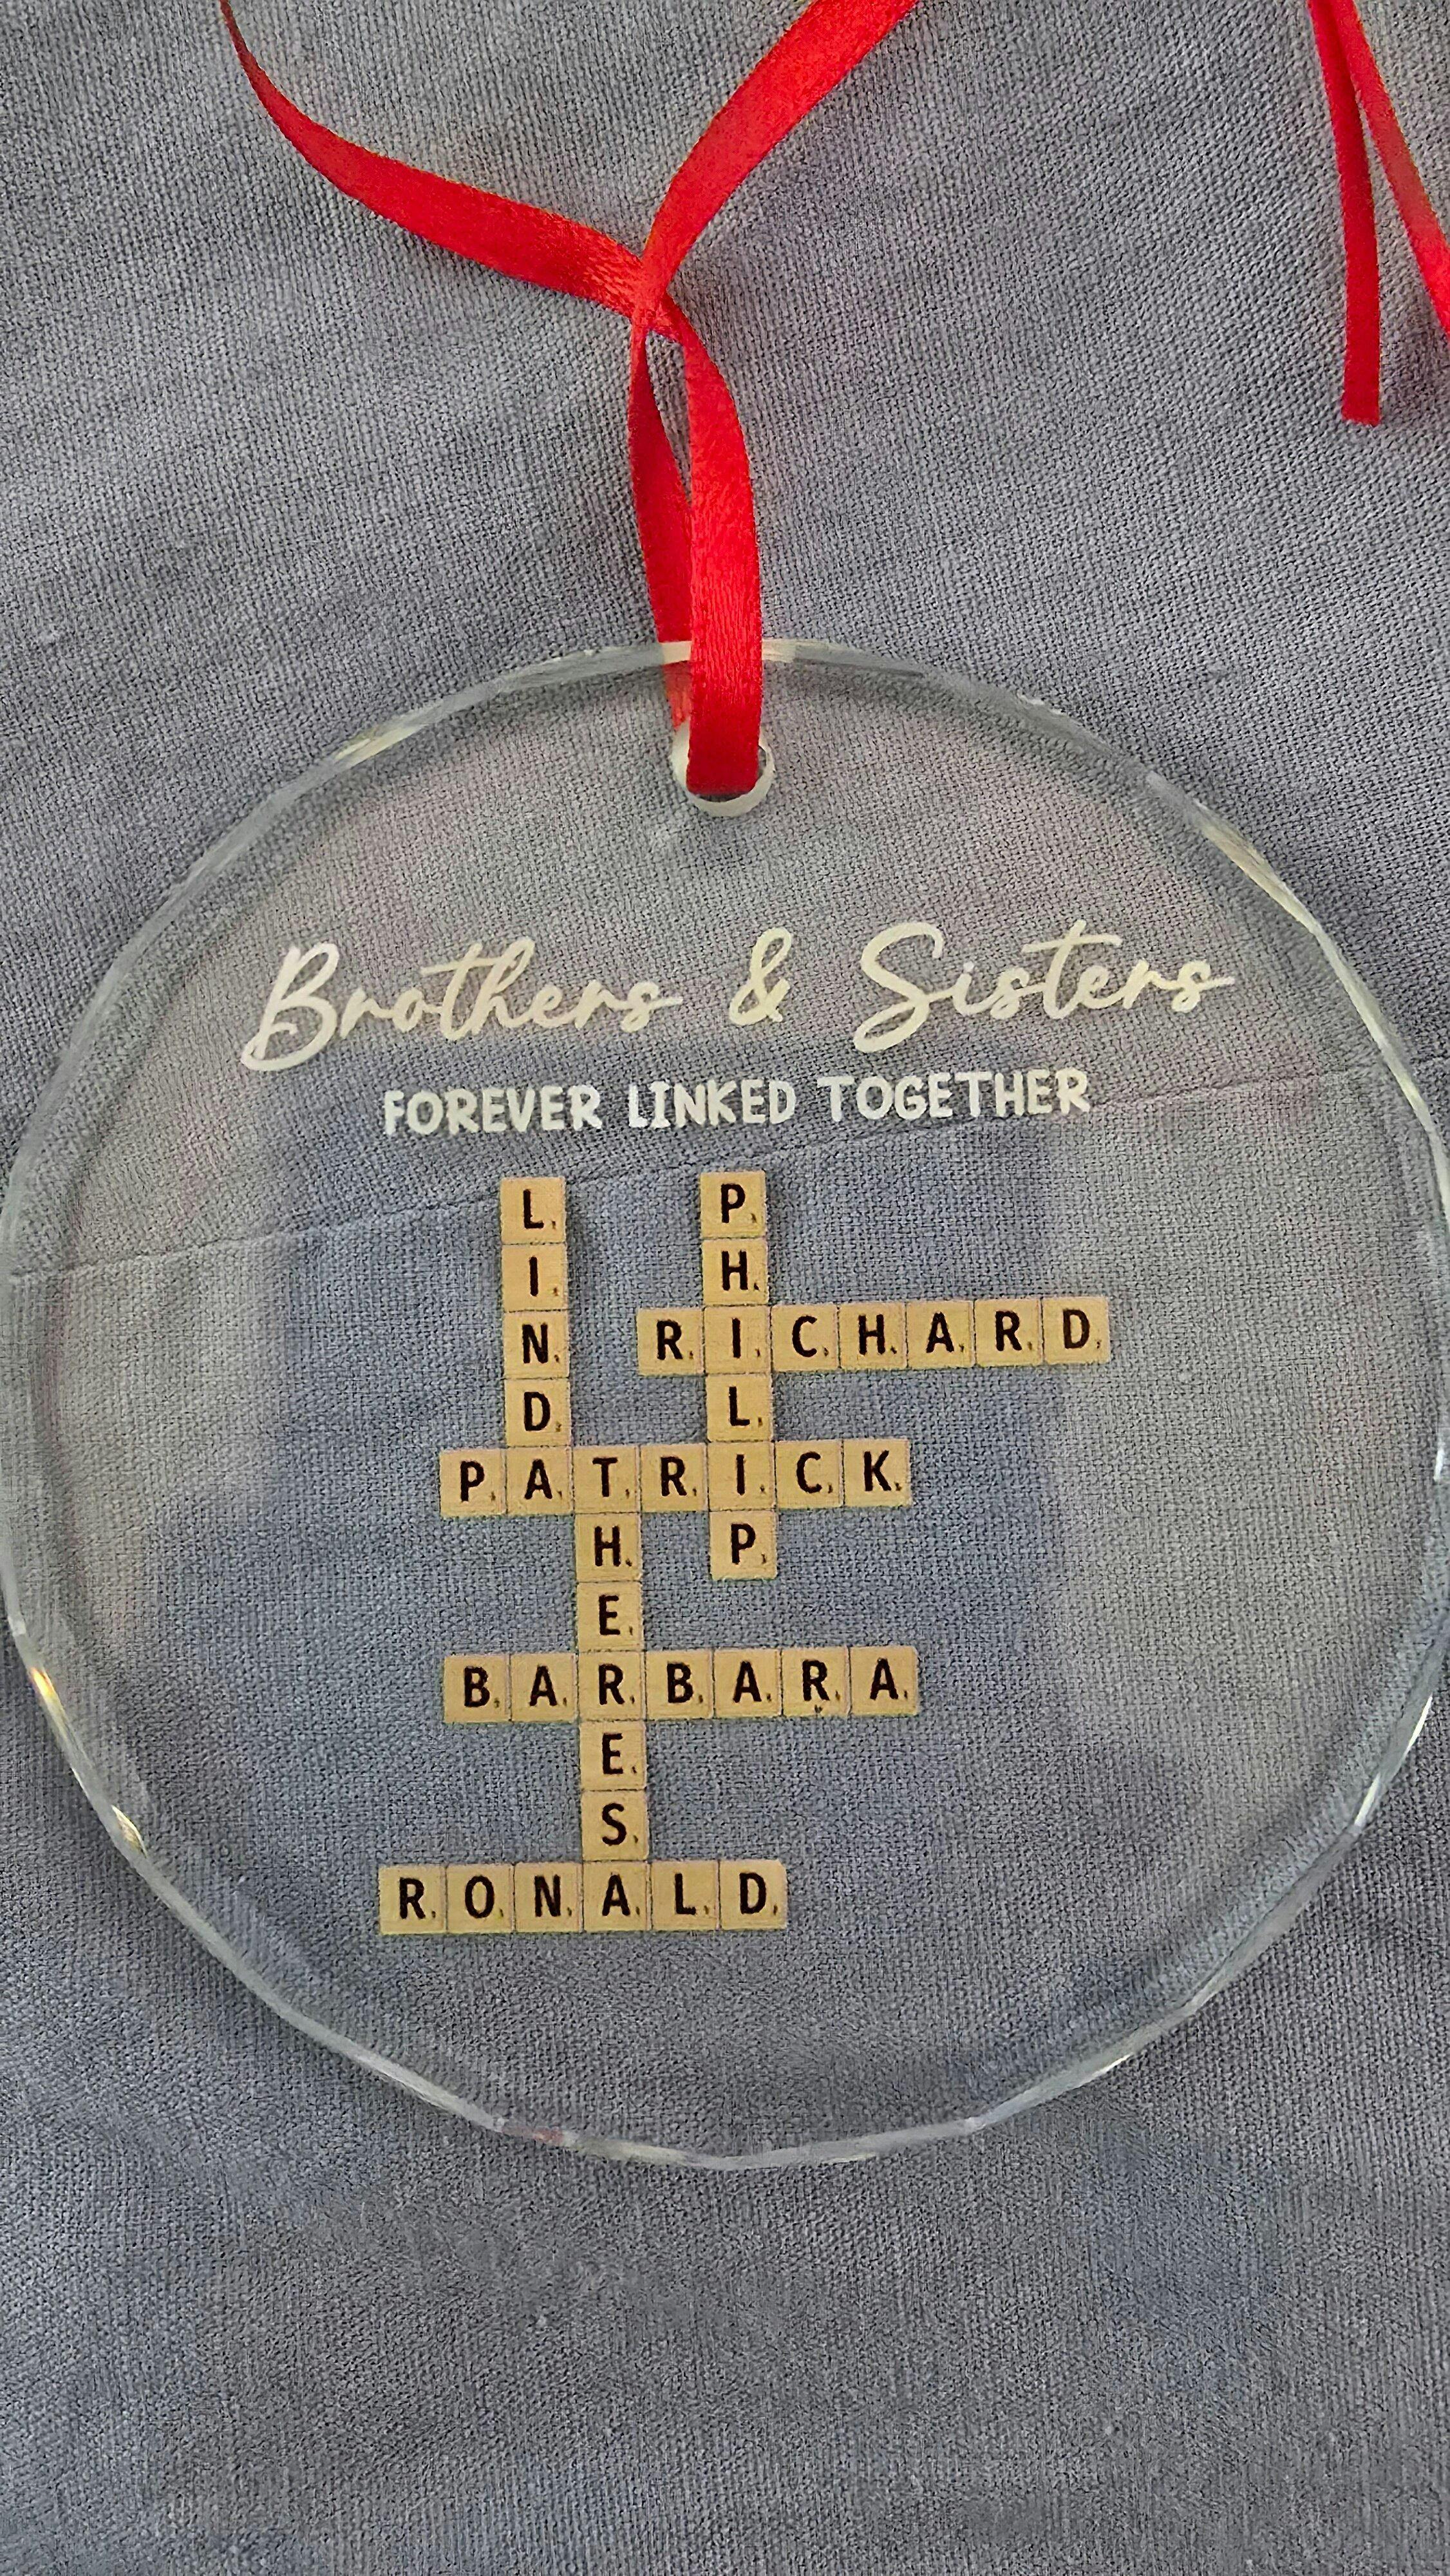 Brothers & Sisters
FOREVER LINKED TOGETHER
LINDA
PHILIP
RICHARD
PATRICK
THERESA
BARBARA
RONALD